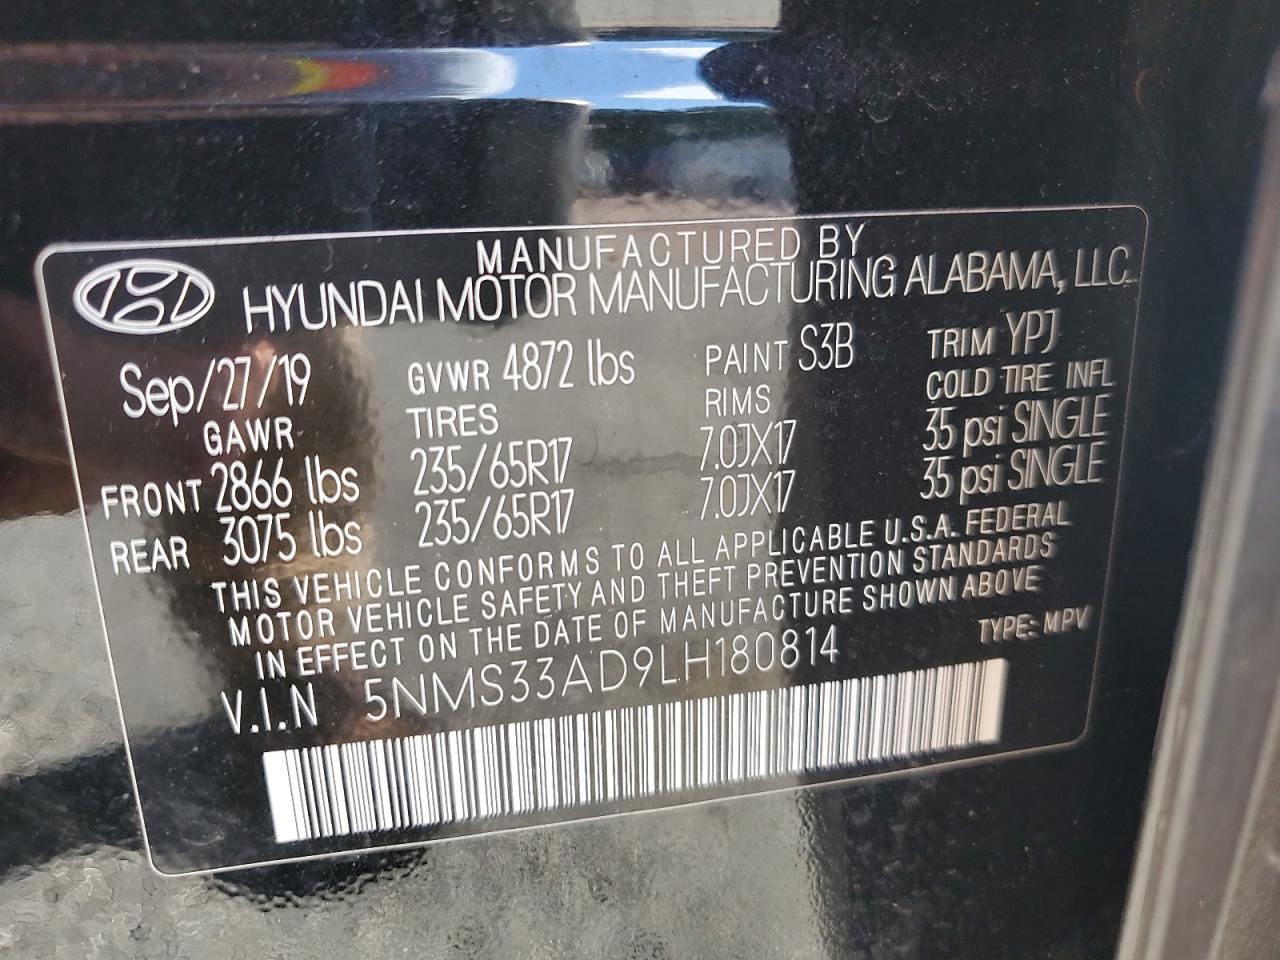 MANUFACTURED BY
HYUNDAI MOTOR MANUFACTURING ALABAMA, LLC
Sep/27/19 GVWR 4872 lbs PAINT S3B TRIM YPJ
GAWR TIRES RIMS COLD TIRE INFL
FRONT 2866 lbs 235/65R17 7.0JX17 35 psi SINGLE
REAR 3075 lbs 235/65R17 7.0JX17 35 psi SINGLE
THIS VEHICLE CONFORMS TO ALL APPLICABLE U.S.A. FEDERAL
MOTOR VEHICLE SAFETY AND THEFT PREVENTION STANDARDS
IN EFFECT ON THE DATE OF MANUFACTURE SHOWN ABOVE
V.I.N 5NMS33AD9LH180814 TYPE: MPV